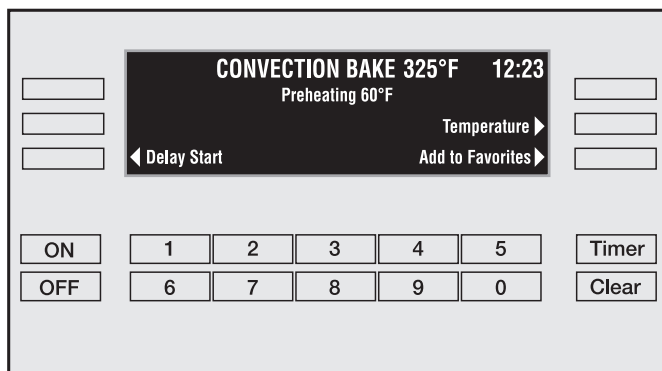 CONVECTION BAKE 325°F 12:23
Preheating 60°F
Temperature
Delay Start Add to Favorites
ON 1 2 3 4 5 Timer
OFF 6 7 8 9 0 Clear